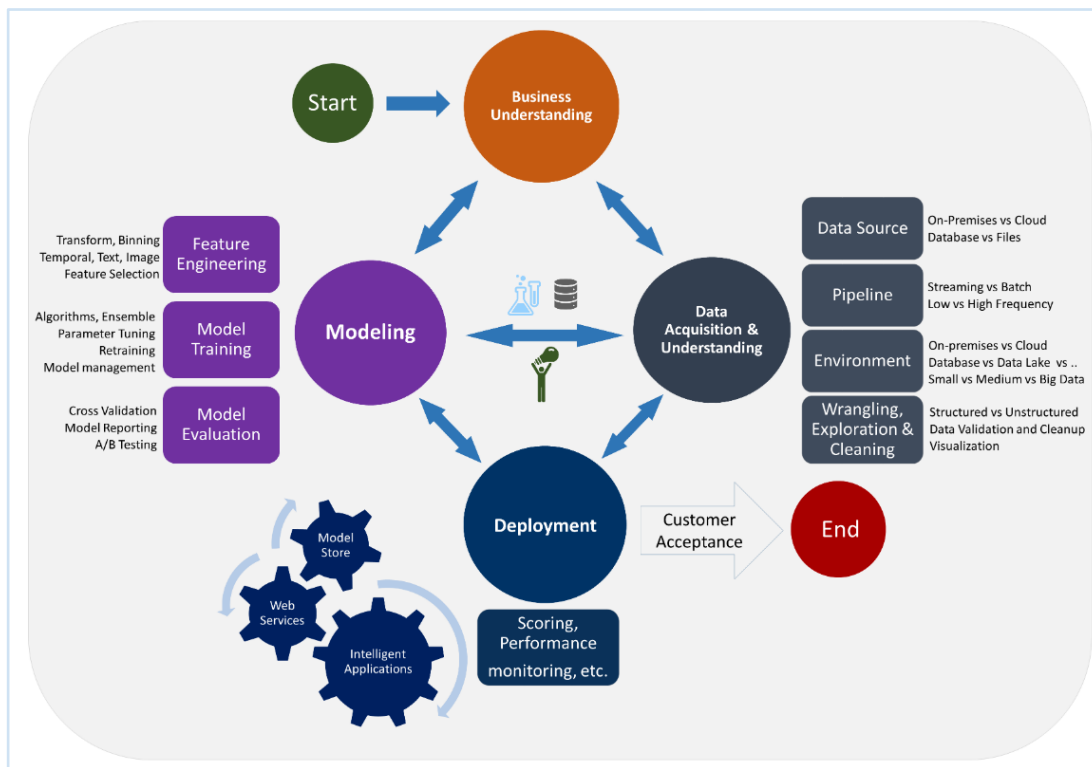 Start
Business
Understanding
Transform, Binning
Temporal, Text, Image
Feature Selection
Feature
Engineering
Algorithms, Ensemble
Parameter Tuning
Retraining
Model management
Model
Training
Cross Validation
Model Reporting
A/B Testing
Model
Evaluation
Modeling
Data
Acquisition &
Understanding
Data Source
On-Premises vs Cloud
Database vs Files
Pipeline
Streaming vs Batch
Low vs High Frequency
Environment
On-premises vs Cloud
Database vs Data Lake vs ..
Small vs Medium vs Big Data
Wrangling,
Exploration &
Cleaning
Structured vs Unstructured
Data Validation and Cleanup
Visualization
Deployment
Customer
Acceptance
End
Model
Store
Web
Services
Intelligent
Applications
Scoring,
Performance
monitoring, etc.